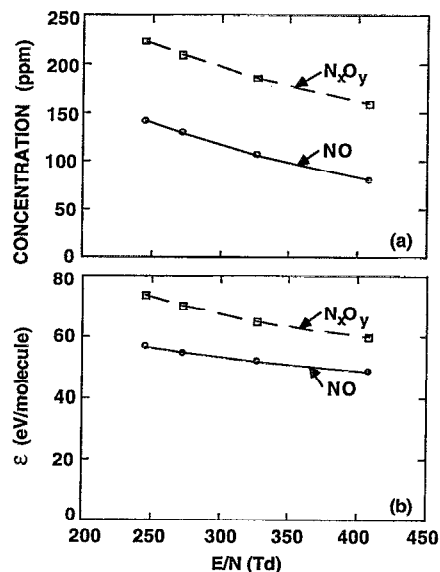 CONCENTRATION (ppm)
250
200
150
100
50
0
NxOy
NO
(a)
ε (eV/molecule)
80
60
40
20
0
NxOy
NO
(b)
200 250 300 350 400 450
E/N (Td)